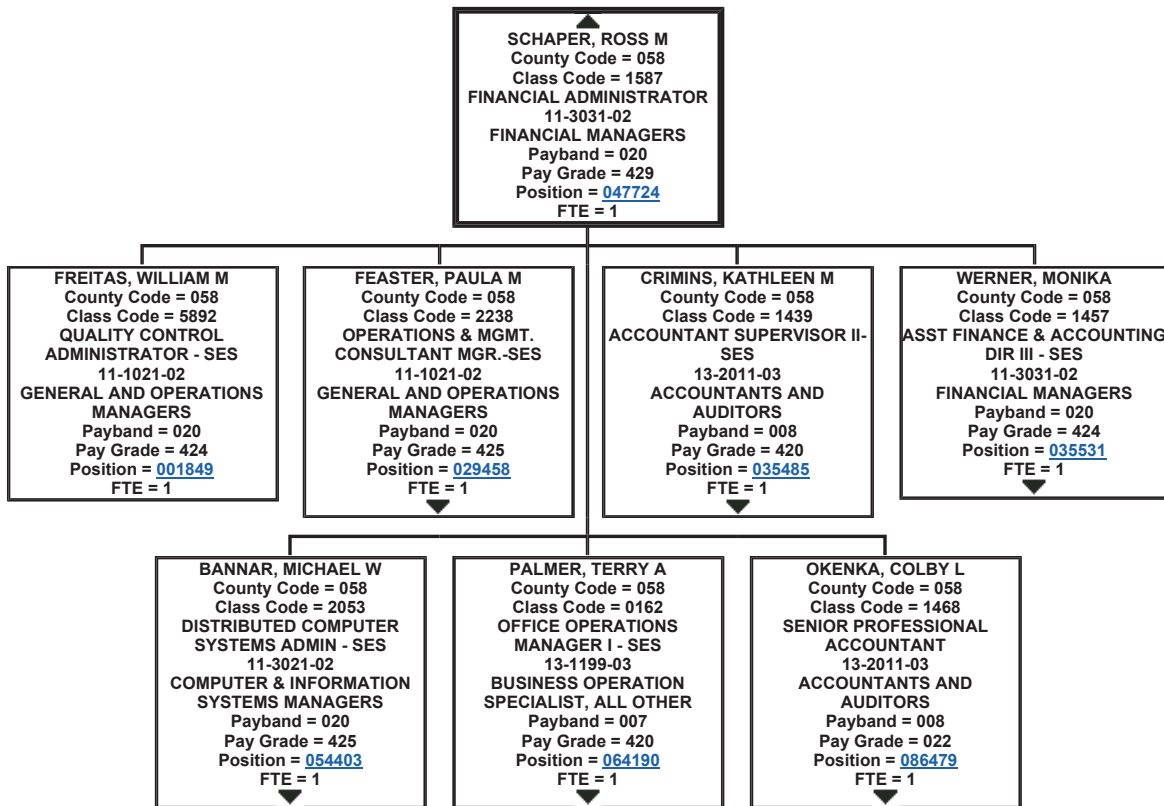 SCHAPER, ROSS M
County Code = 058
Class Code = 1587
FINANCIAL ADMINISTRATOR
11-3031-02
FINANCIAL MANAGERS
Payband = 020
Pay Grade = 429
Position = 047724
FTE = 1
FREITAS, WILLIAM M
County Code = 058
Class Code = 5892
QUALITY CONTROL
ADMINISTRATOR - SES
11-1021-02
GENERAL AND OPERATIONS
MANAGERS
Payband = 020
Pay Grade = 424
Position = 001849
FTE = 1
FEASTER, PAULA M
County Code = 058
Class Code = 2238
OPERATIONS & MGMT.
CONSULTANT MGR.-SES
11-1021-02
GENERAL AND OPERATIONS
MANAGERS
Payband = 020
Pay Grade = 425
Position = 029458
FTE = 1
CRIMINS, KATHLEEN M
County Code = 058
Class Code = 1439
ACCOUNTANT SUPERVISOR II-
SES
13-2011-03
ACCOUNTANTS AND
AUDITORS
Payband = 008
Pay Grade = 420
Position = 035485
FTE = 1
WERNER, MONIKA
County Code = 058
Class Code = 1457
ASST FINANCE & ACCOUNTING
DIR III - SES
11-3031-02
FINANCIAL MANAGERS
Payband = 020
Pay Grade = 424
Position = 035531
FTE = 1
BANNAR, MICHAEL W
County Code = 058
Class Code = 2053
DISTRIBUTED COMPUTER
SYSTEMS ADMIN - SES
11-3021-02
COMPUTER & INFORMATION
SYSTEMS MANAGERS
Payband = 020
Pay Grade = 425
Position = 054403
FTE = 1
PALMER, TERRY A
County Code = 058
Class Code = 0162
OFFICE OPERATIONS
MANAGER I - SES
13-1199-03
BUSINESS OPERATION
SPECIALIST, ALL OTHER
Payband = 007
Pay Grade = 420
Position = 064190
FTE = 1
OKENKA, COLBY L
County Code = 058
Class Code = 1468
SENIOR PROFESSIONAL
ACCOUNTANT
13-2011-03
ACCOUNTANTS AND
AUDITORS
Payband = 008
Pay Grade = 022
Position = 086479
FTE = 1